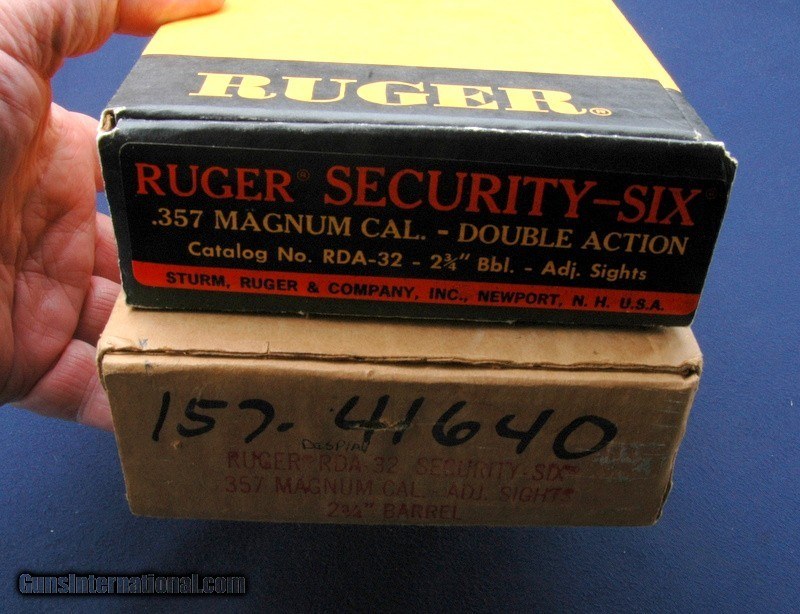 RUGER®
RUGER® SECURITY-SIX®
.357 MAGNUM CAL. - DOUBLE ACTION
Catalog No. RDA-32 - 2¾" Bbl. - Adj. Sights
STURM, RUGER & COMPANY, INC., NEWPORT, N. H. U.S.A.
157-41640
DISPLAY
RUGER® RDA-32 SECURITY-SIX®
.357 MAGNUM CAL. ADJ. SIGHTS
2¾" BARREL
GunsInternational.com